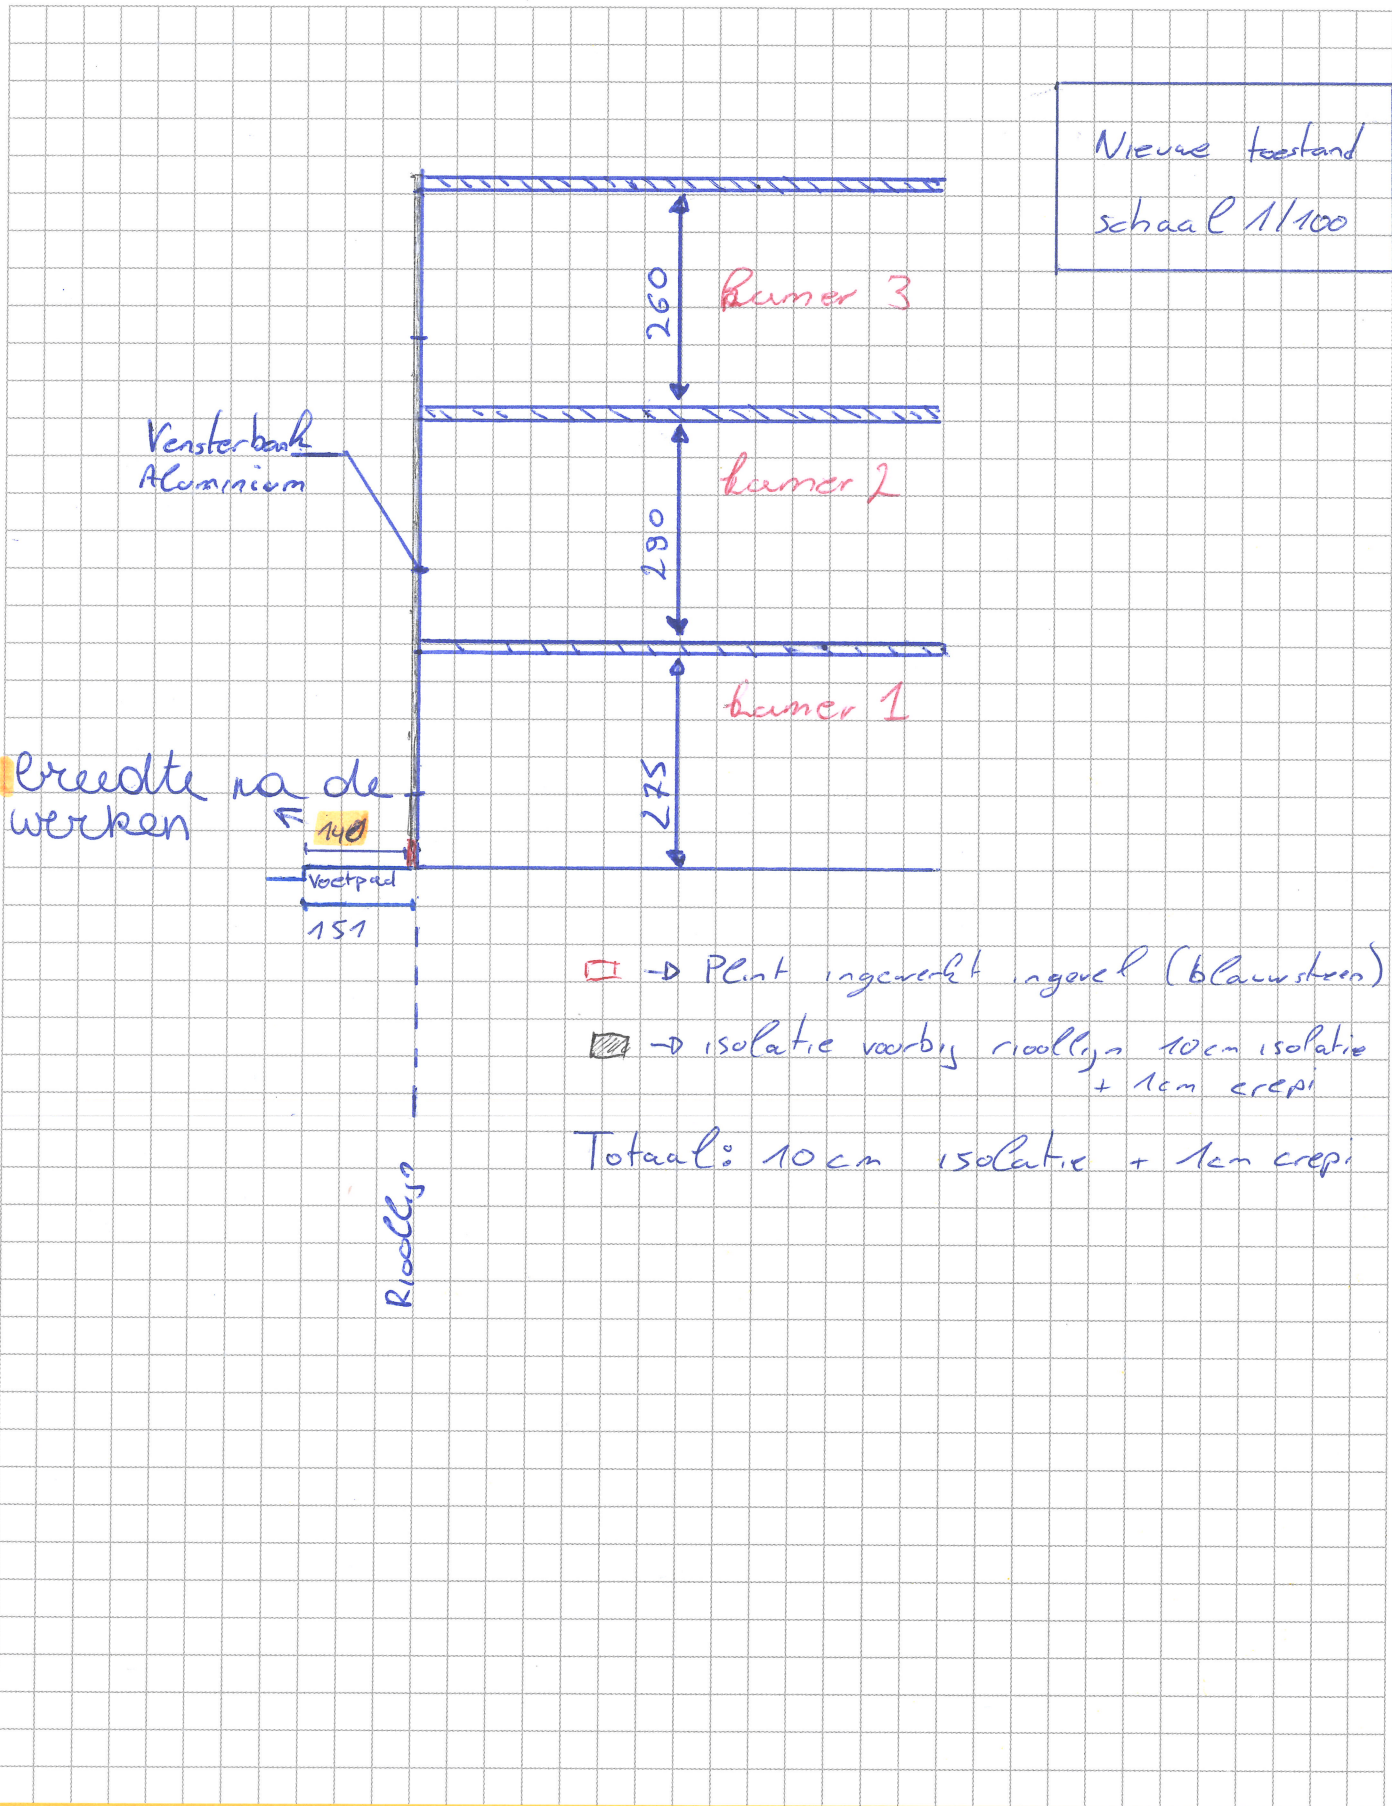 Nieuwe toestand
schaal 1/100
260
kamer 3
Vensterbank
Aluminium
kamer 2
290
kamer 1
275
breedte na de
werken
140
Voetpad
151
Plint ingewerkt ingevel (blauwsteen)
isolatie voorbij rioollijn 10cm isolatie
+ 1cm crepi
Totaal: 10cm isolatie + 1cm crepi
Rioollijn